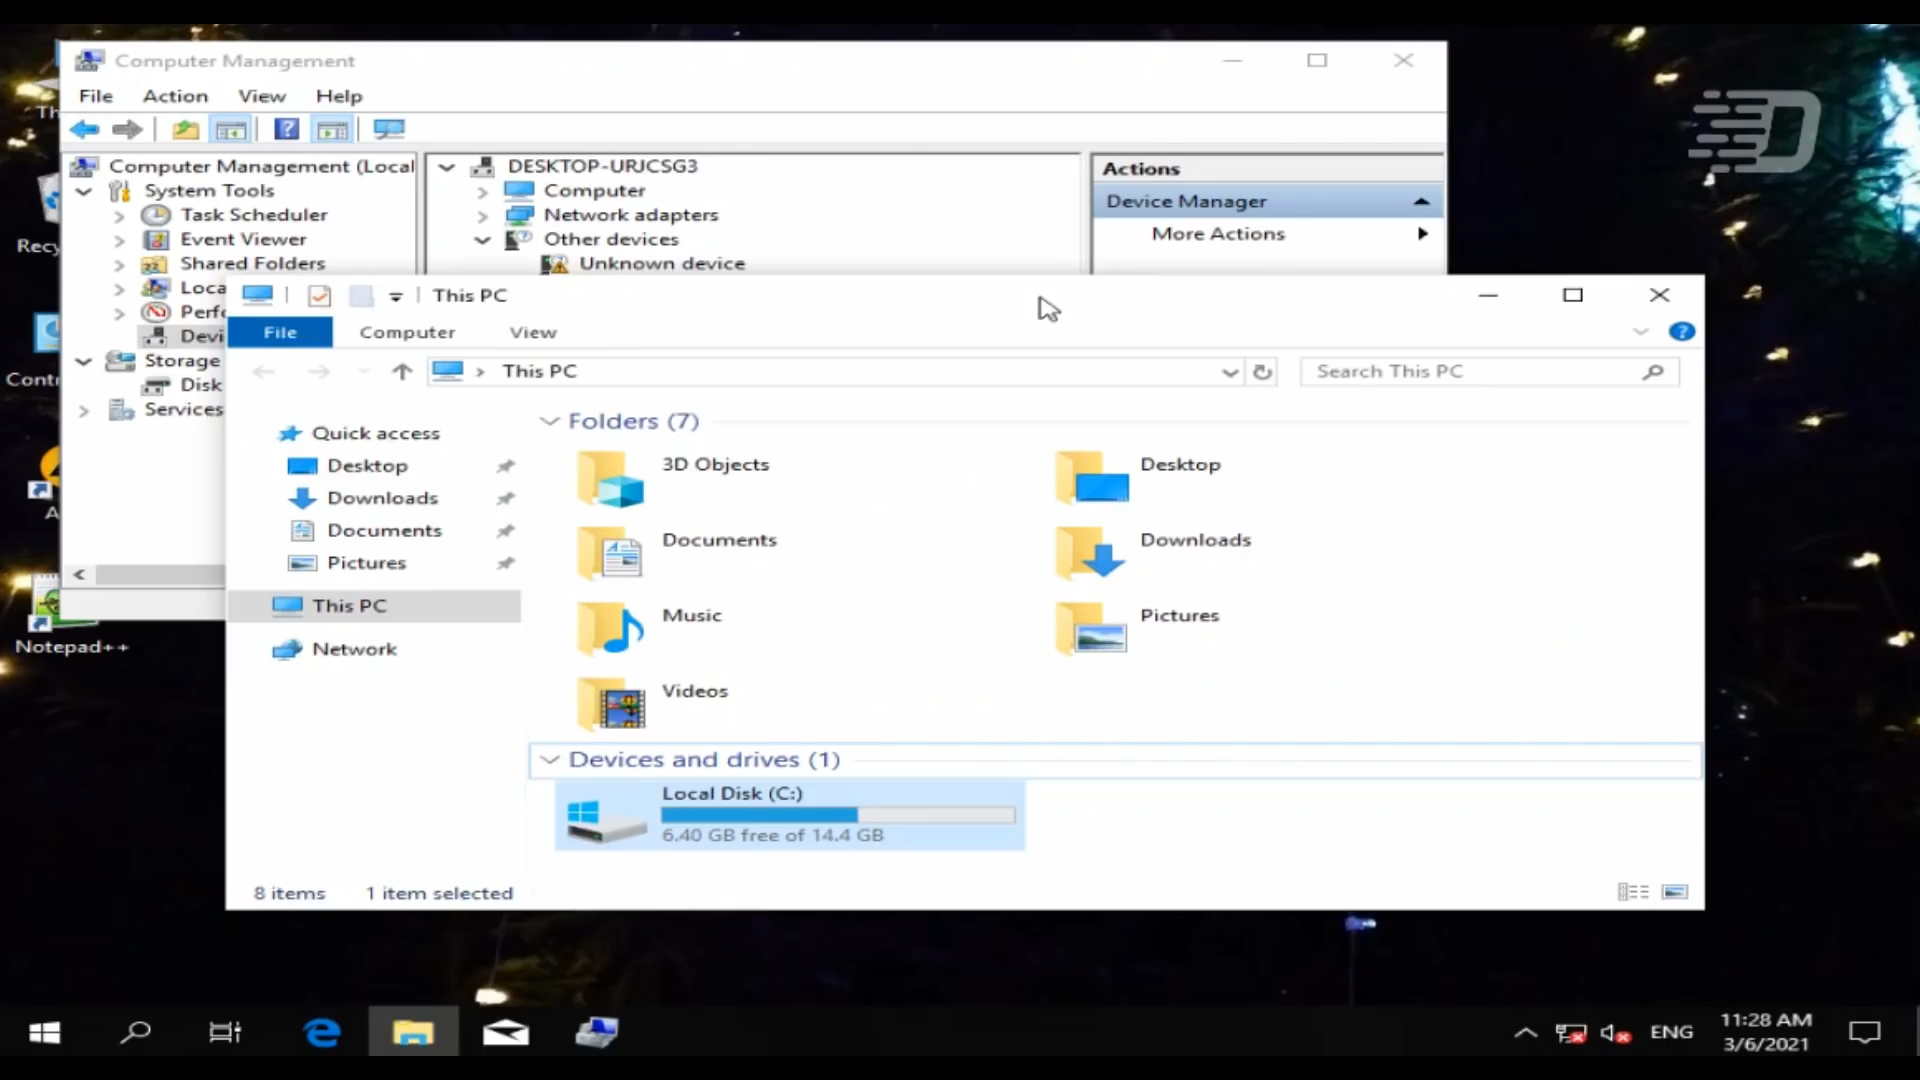 Computer Management
File Action View Help
Computer Management (Local
System Tools
Task Scheduler
Event Viewer
Shared Folders
Loca
Perfo
Devi
Storage
Disk
Services
DESKTOP-URJCSG3
Computer
Network adapters
Other devices
Unknown device
Actions
Device Manager
More Actions
This PC
File Computer View
This PC
Search This PC
Quick access
Desktop
Downloads
Documents
Pictures
This PC
Network
Folders (7)
3D Objects
Desktop
Documents
Downloads
Music
Pictures
Videos
Devices and drives (1)
Local Disk (C:)
6.40 GB free of 14.4 GB
8 items 1 item selected
Th
Recy
Contr
A
Notepad++
ENG
11:28 AM
3/6/2021